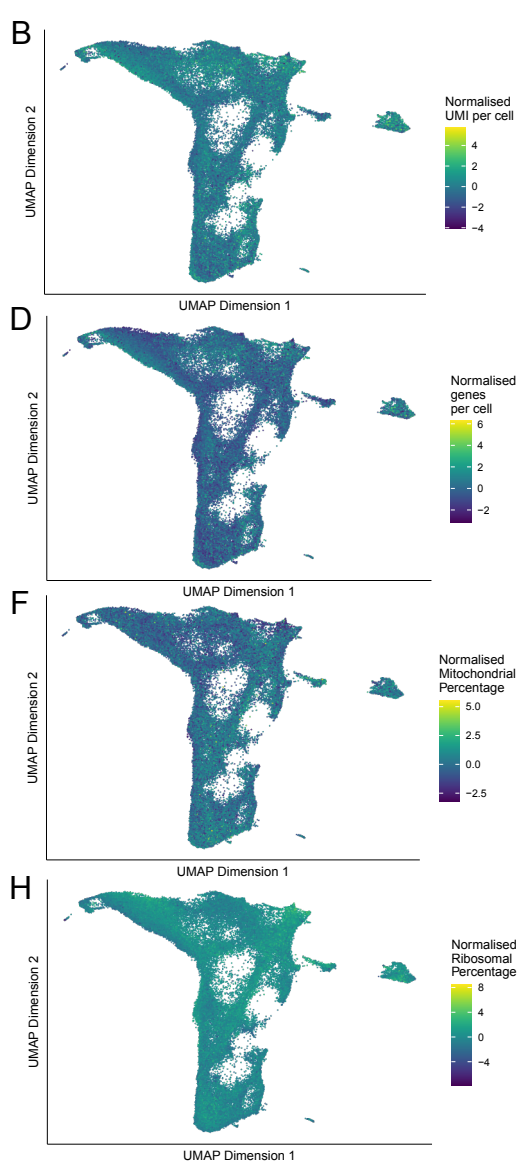 B
UMAP Dimension 2
Normalised
UMI per cell
4
2
0
−2
−4
UMAP Dimension 1
D
UMAP Dimension 2
Normalised
genes
per cell
6
4
2
0
−2
UMAP Dimension 1
F
UMAP Dimension 2
Normalised
Mitochondrial
Percentage
5.0
2.5
0.0
−2.5
UMAP Dimension 1
H
UMAP Dimension 2
Normalised
Ribosomal
Percentage
8
4
0
−4
UMAP Dimension 1